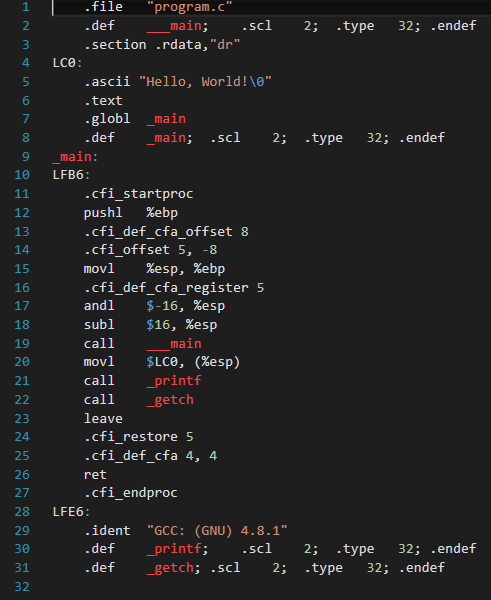 1 .file "program.c"
2 .def ___main; .scl 2; .type 32; .endef
3 .section .rdata,"dr"
4 LC0:
5 .ascii "Hello, World!\0"
6 .text
7 .globl _main
8 .def _main; .scl 2; .type 32; .endef
9 _main:
10 LFB6:
11 .cfi_startproc
12 pushl %ebp
13 .cfi_def_cfa_offset 8
14 .cfi_offset 5, -8
15 movl %esp, %ebp
16 .cfi_def_cfa_register 5
17 andl $-16, %esp
18 subl $16, %esp
19 call ___main
20 movl $LC0, (%esp)
21 call _printf
22 call _getch
23 leave
24 .cfi_restore 5
25 .cfi_def_cfa 4, 4
26 ret
27 .cfi_endproc
28 LFE6:
29 .ident "GCC: (GNU) 4.8.1"
30 .def _printf; .scl 2; .type 32; .endef
31 .def _getch; .scl 2; .type 32; .endef
32